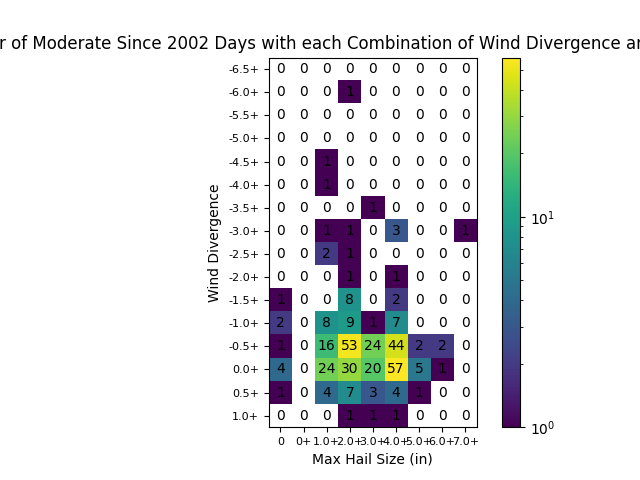 r of Moderate Since 2002 Days with each Combination of Wind Divergence a
-6.5+ 0 0 0 0 0 0 0 0 0
-6.0+ 0 0 0 1 0 0 0 0 0
-5.5+ 0 0 0 0 0 0 0 0 0
-5.0+ 0 0 0 0 0 0 0 0 0
-4.5+ 0 0 1 0 0 0 0 0 0
-4.0+ 0 0 1 0 0 0 0 0 0
-3.5+ 0 0 0 0 1 0 0 0 0
-3.0+ 0 0 1 1 0 3 0 0 1
-2.5+ 0 0 2 1 0 0 0 0 0
-2.0+ 0 0 0 1 0 1 0 0 0
-1.5+ 1 0 0 8 0 2 0 0 0
-1.0+ 2 0 8 9 1 7 0 0 0
-0.5+ 1 0 16 53 24 44 2 2 0
0.0+ 4 0 24 30 20 57 5 1 0
0.5+ 1 0 4 7 3 4 1 0 0
1.0+ 0 0 0 1 1 1 0 0 0
0 0+ 1.0+ 2.0+ 3.0+ 4.0+ 5.0+ 6.0+ 7.0+
Max Hail Size (in)
Wind Divergence
10^1
10^0